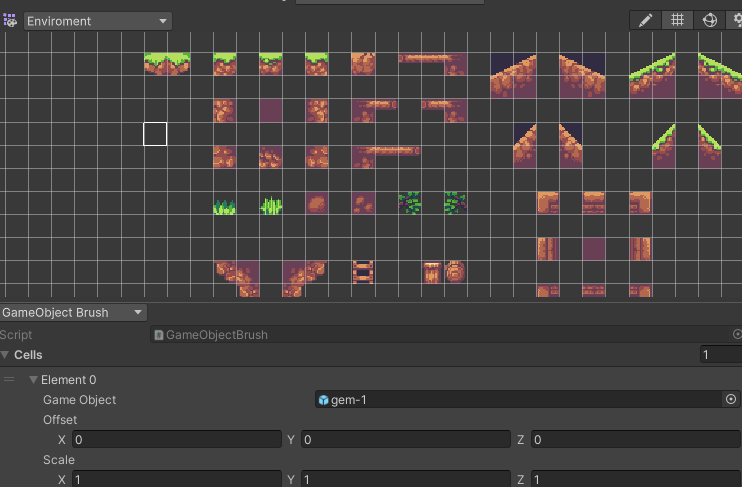 Enviroment
GameObject Brush
Script GameObjectBrush
Cells 1
Element 0
Game Object gem-1
Offset
X 0 Y 0 Z 0
Scale
X 1 Y 1 Z 1